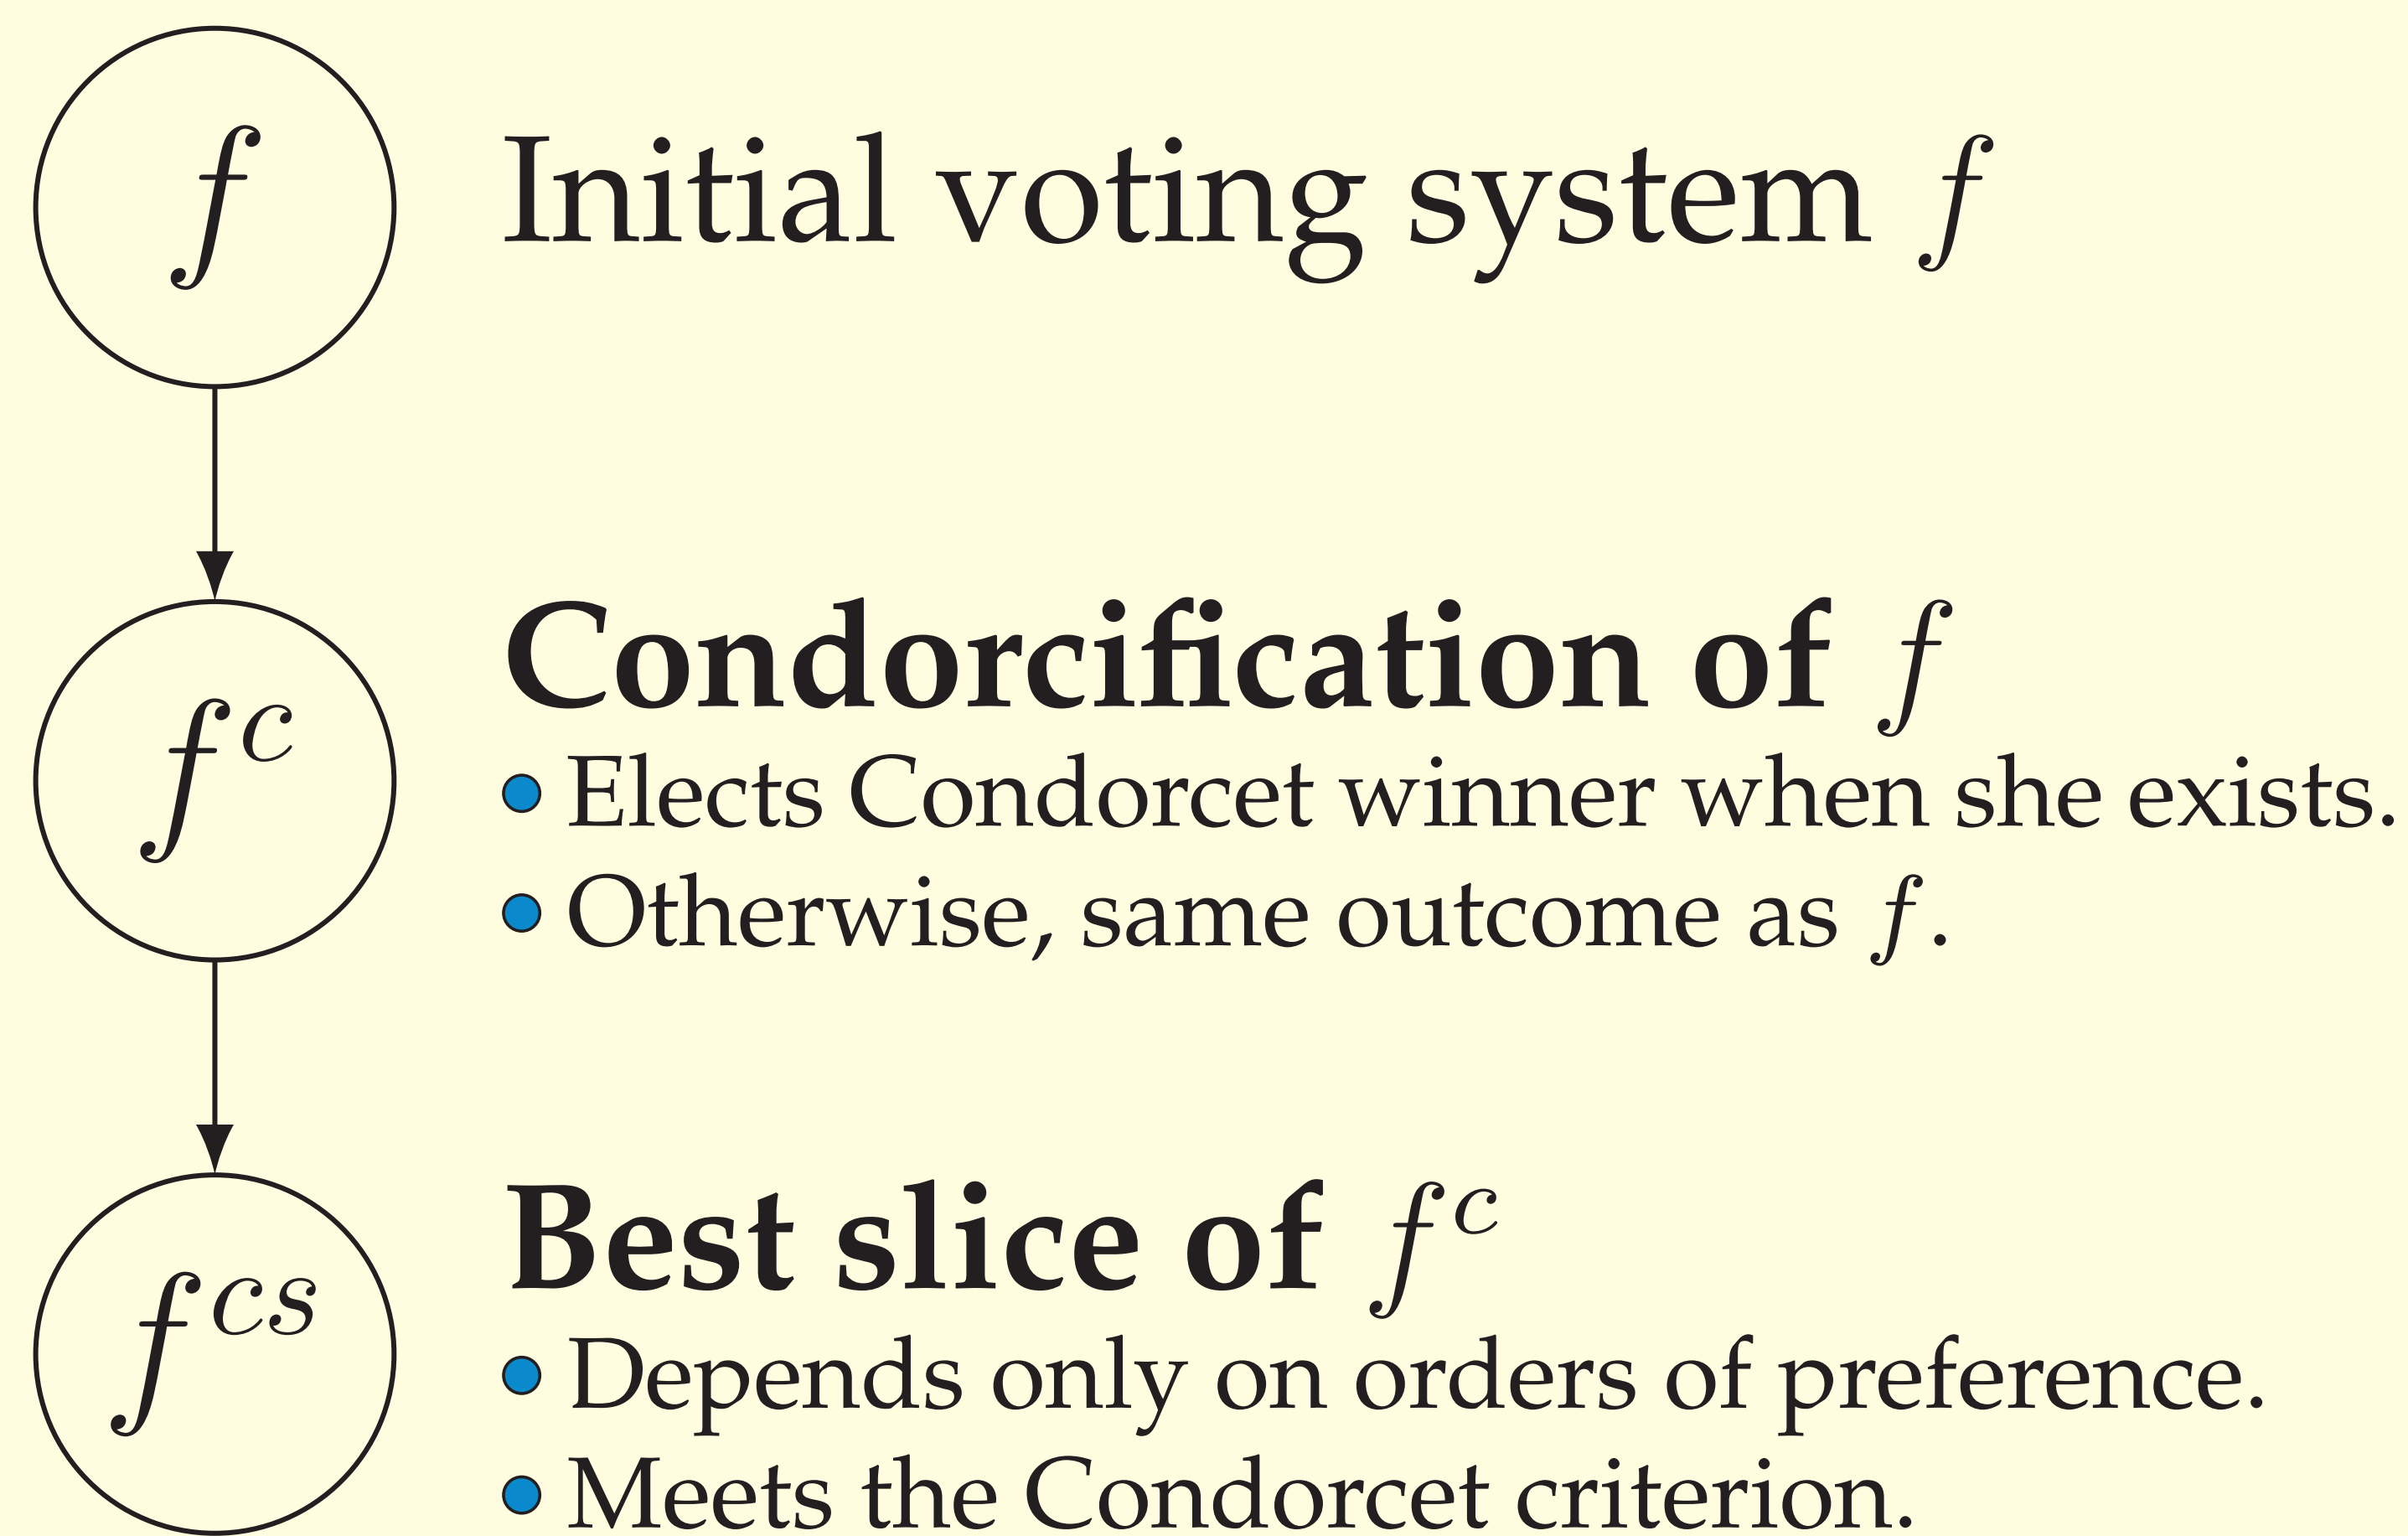 f
Initial voting system f
f^c
Condorcification of f
• Elects Condorcet winner when she exists.
• Otherwise, same outcome as f.
f^cs
Best slice of f^c
• Depends only on orders of preference.
• Meets the Condorcet criterion.